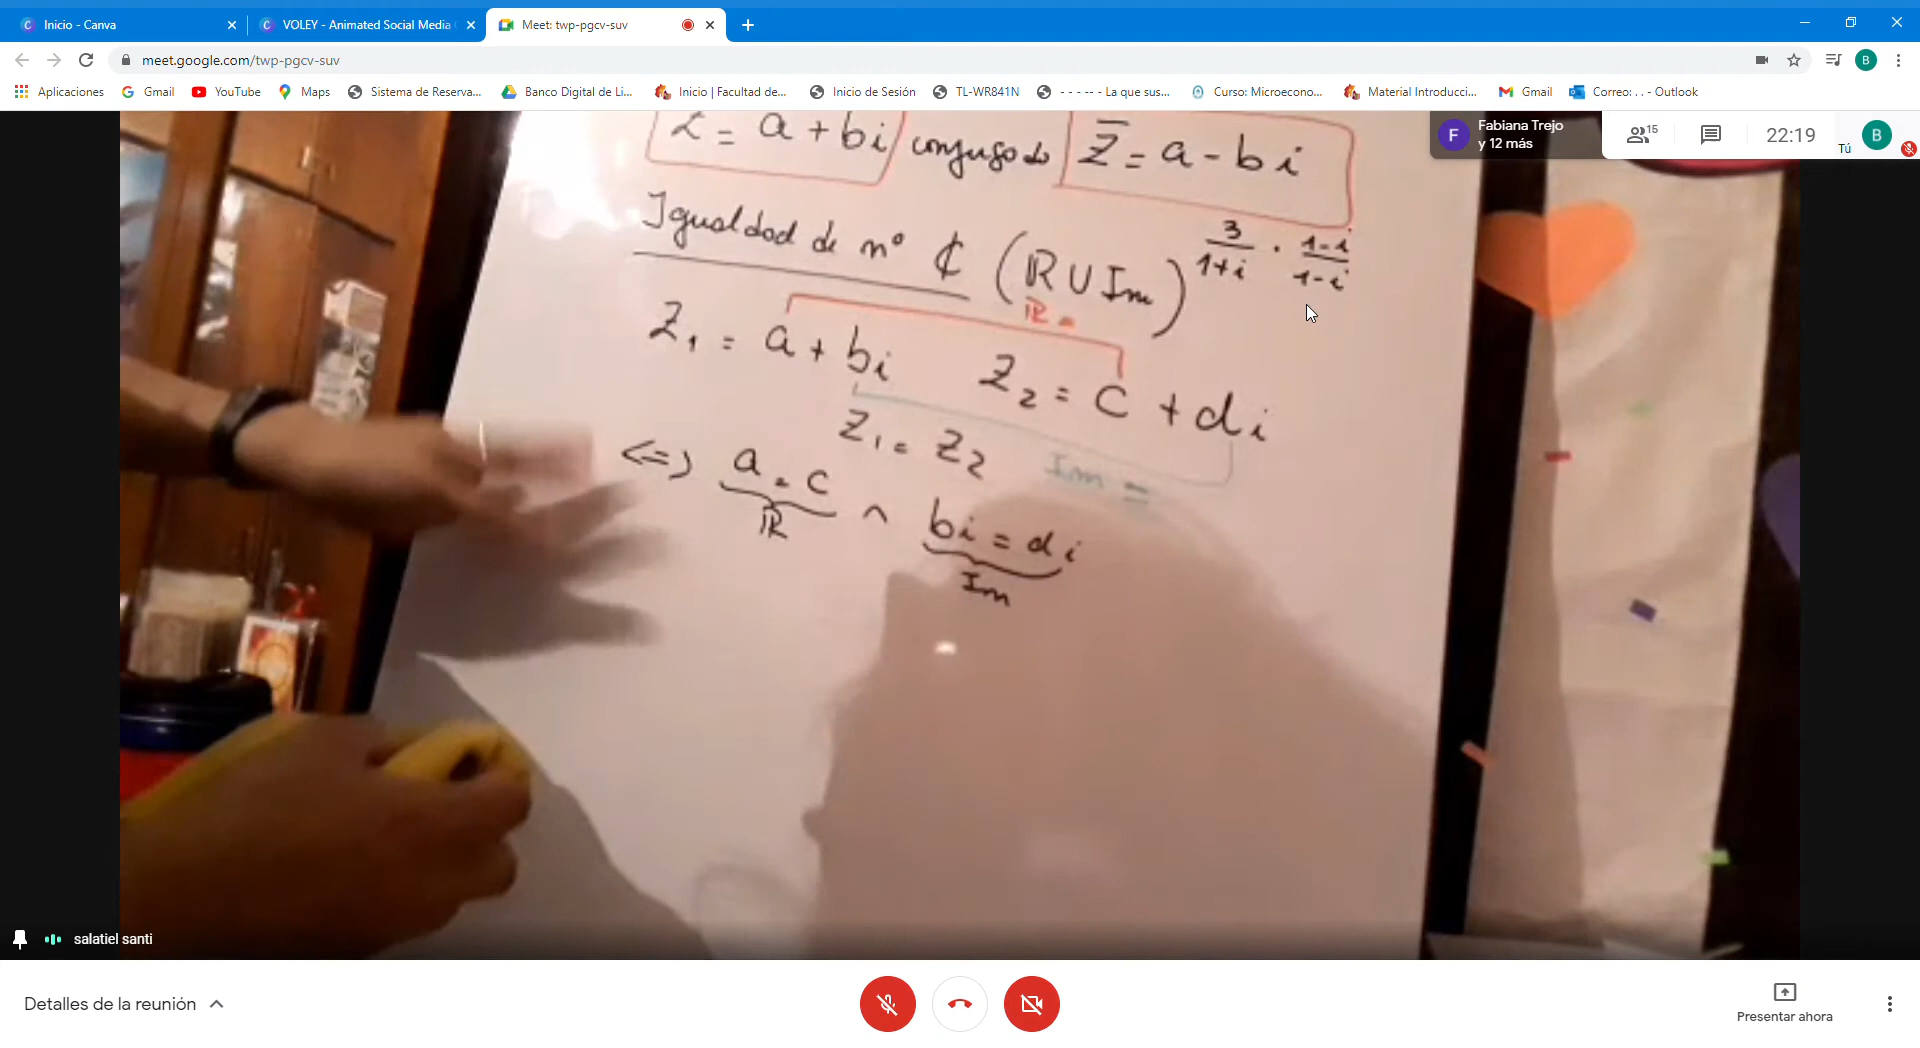 Inicio - Canva
VOLEY - Animated Social Media
Meet: twp-pgcv-suv
meet.google.com/twp-pgcv-suv
B
Aplicaciones
Gmail
YouTube
Maps
Sistema de Reserva...
Banco Digital de Li...
Inicio | Facultad de...
Inicio de Sesión
TL-WR841N
- - - -- - La que sus...
Curso: Microecono...
Material Introducci...
Gmail
Correo: . . - Outlook
F
Fabiana Trejo
y 12 más
15
22:19
Tú
B
Z = a + bi conjugado Z̅ = a - bi
Igualdad de nº ₵ (R U Im)
3/1+i · 1-i/1-i
R =
Z₁ = a + bi Z₂ = c + di
Z₁ = Z₂ Im =
<=> a = c ^ bi = di
R Im
salatiel santi
Detalles de la reunión
Presentar ahora